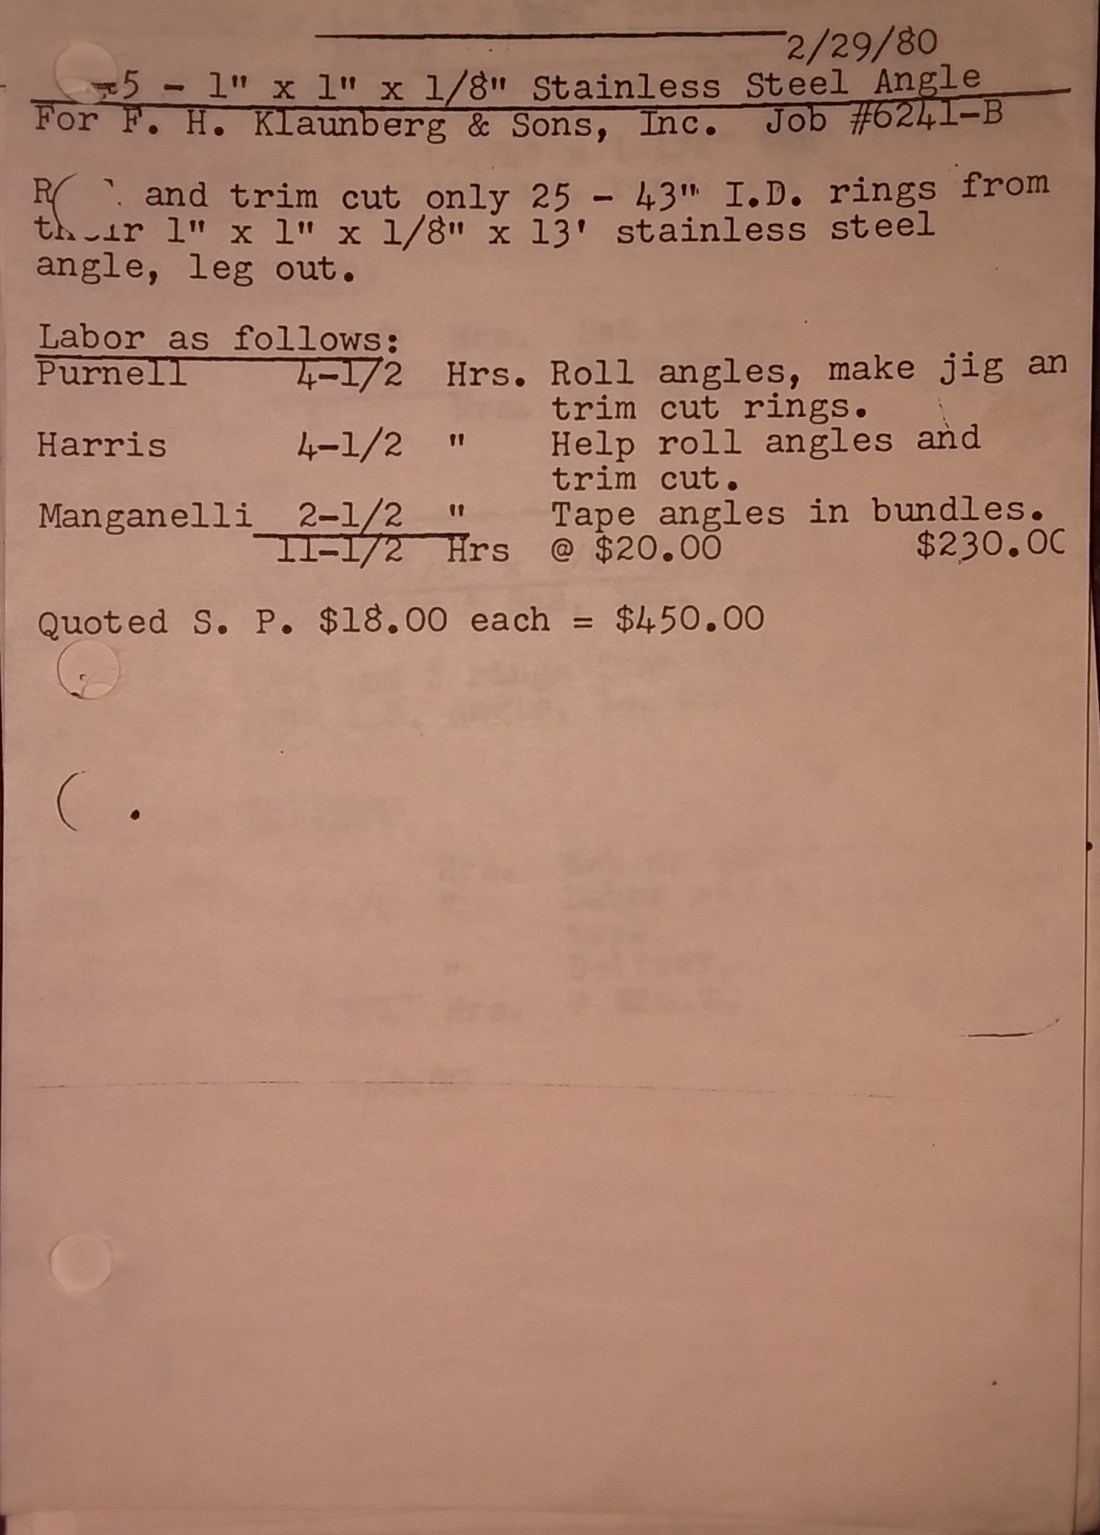 2/29/80
5 - 1" x 1" x 1/8" Stainless Steel Angle
For F. H. Klaunberg & Sons, Inc. Job #6241-B
and trim cut only 25 - 43" I.D. rings from
their 1" x 1" x 1/8" x 13' stainless steel
angle, leg out.
Labor as follows:
Purnell 4-1/2 Hrs. Roll angles, make jig an
trim cut rings.
Harris 4-1/2 " Help roll angles and
trim cut.
Manganelli 2-1/2 " Tape angles in bundles.
11-1/2 Hrs @ $20.00 $230.00
Quoted S. P. $18.00 each = $450.00